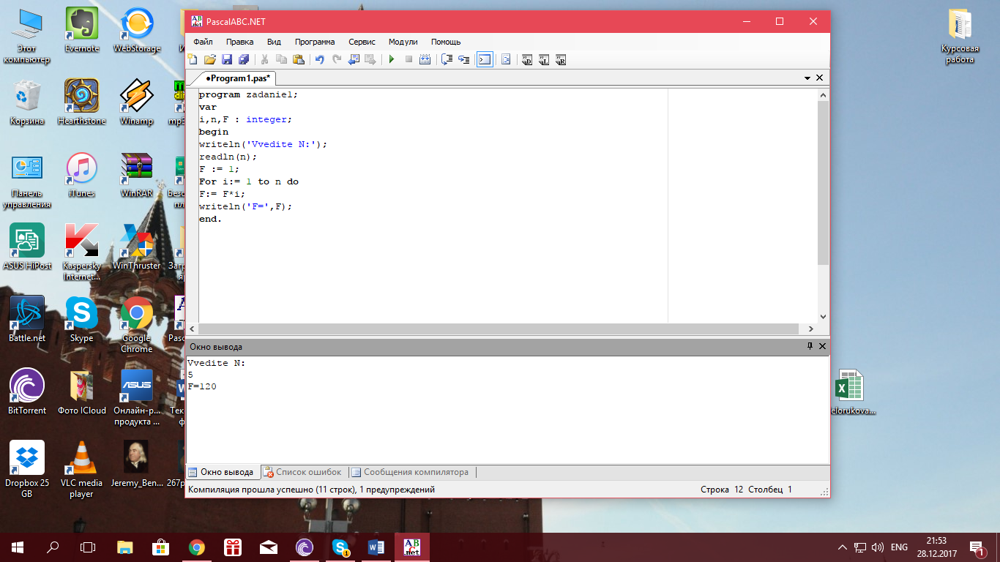 PascalABC.NET
Файл Правка Вид Программа Сервис Модули Помощь
●Program1.pas*
program zadanie1;
var
i,n,F : integer;
begin
writeln('Vvedite N:');
readln(n);
F := 1;
For i:= 1 to n do
F:= F*i;
writeln('F=',F);
end.
Окно вывода
Vvedite N:
5
F=120
Окно вывода Список ошибок Сообщения компилятора
Компиляция прошла успешно (11 строк), 1 предупреждений Строка 12 Столбец 1
Этот
компьютер
Evernote
WebStorage
Корзина
Hearthstone
Winamp
mp3
Панель
управления
iTunes
WinRAR
ASUS HiPost
Kaspersky
Internet...
WinThruster
Battle.net
Skype
Google
Chrome
BitTorrent
Фото ICloud
ASUS
Онлайн-р...
продукта ...
Dropbox 25
GB
VLC media
player
Jeremy_Ben...
Курсовая
работа
elorukova...
ENG
21:53
28.12.2017
1